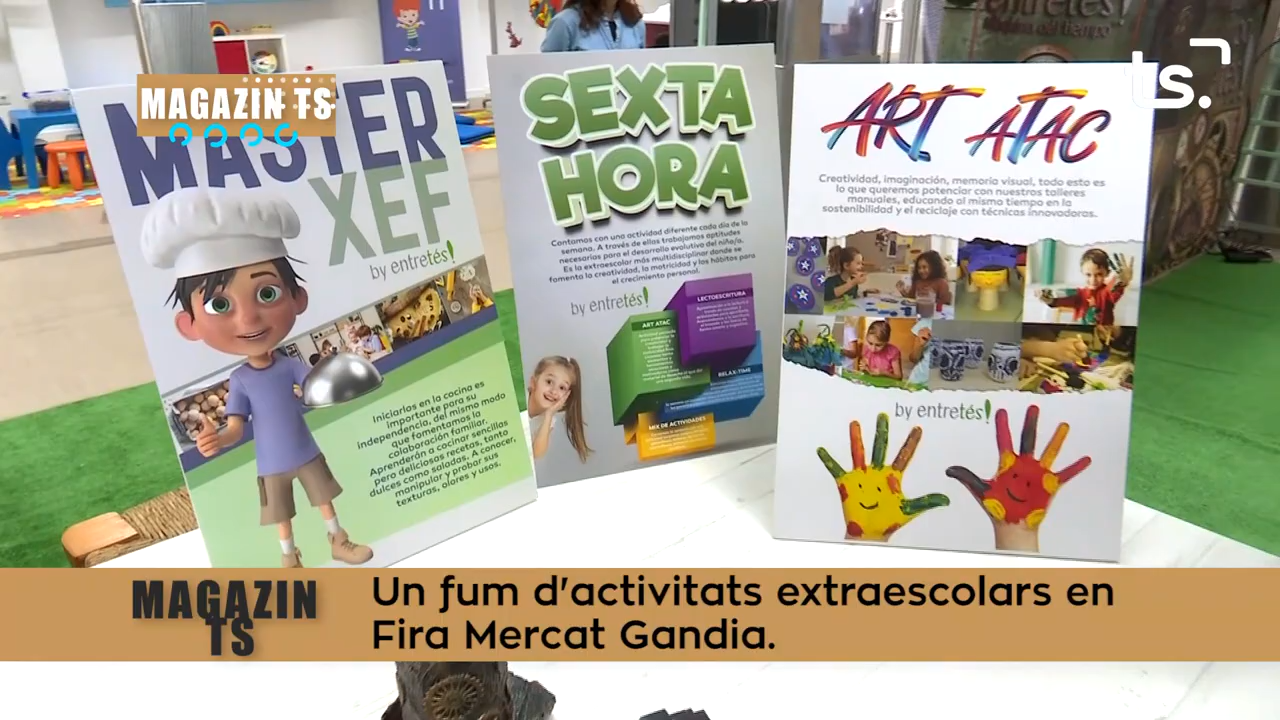 entretés!
ts.
MAGAZIN TS
MASTER
XEF
by entretés!
Iniciarlas en la cocina es
importante para su
independencia, del mismo modo
que fomentamos la
colaboración familiar.
Aprenderán a cocinar sencillas
pero deliciosas recetas, tanto
dulces como saladas. A conocer,
manipular y probar sus
texturas, olores y usos.
SEXTA
HORA
Contamos con una actividad diferente cada día de la
semana. A través de ellas trabajamos aptitudes
necesarias para el desarrollo evolutivo del niño/a.
Es la extraescolar más multidisciplinar donde se
fomenta la creatividad, la motricidad y los hábitos para
el crecimiento personal.
by entretés!
LECTOESCRITURA
ART ATAC
RELAX-TIME
MIX DE ACTIVIDADES
ART ATAC
Creatividad, imaginación, memoria visual, todo esto es
lo que queremos potenciar con nuestros talleres
manuales, educando al mismo tiempo en la
sostenibilidad y el reciclaje con técnicas innovadoras.
by entretés!
MAGAZIN
TS
Un fum d'activitats extraescolars en
Fira Mercat Gandia.